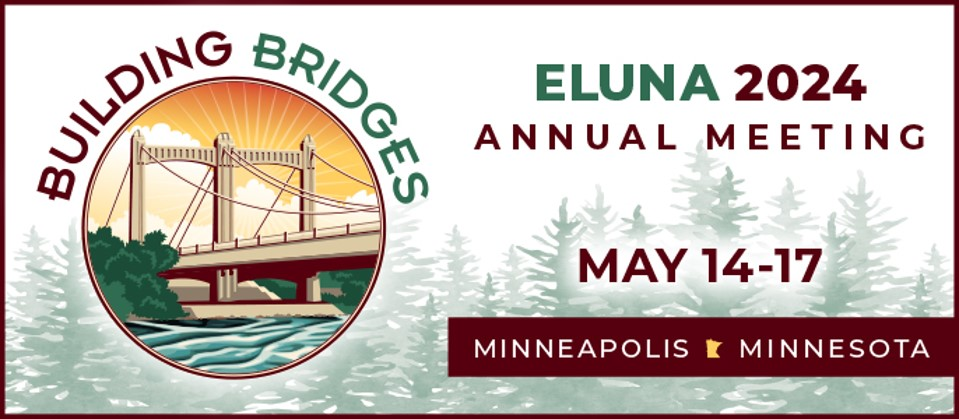 BUILDING BRIDGES
ELUNA 2024
ANNUAL MEETING
MAY 14-17
MINNEAPOLIS MINNESOTA